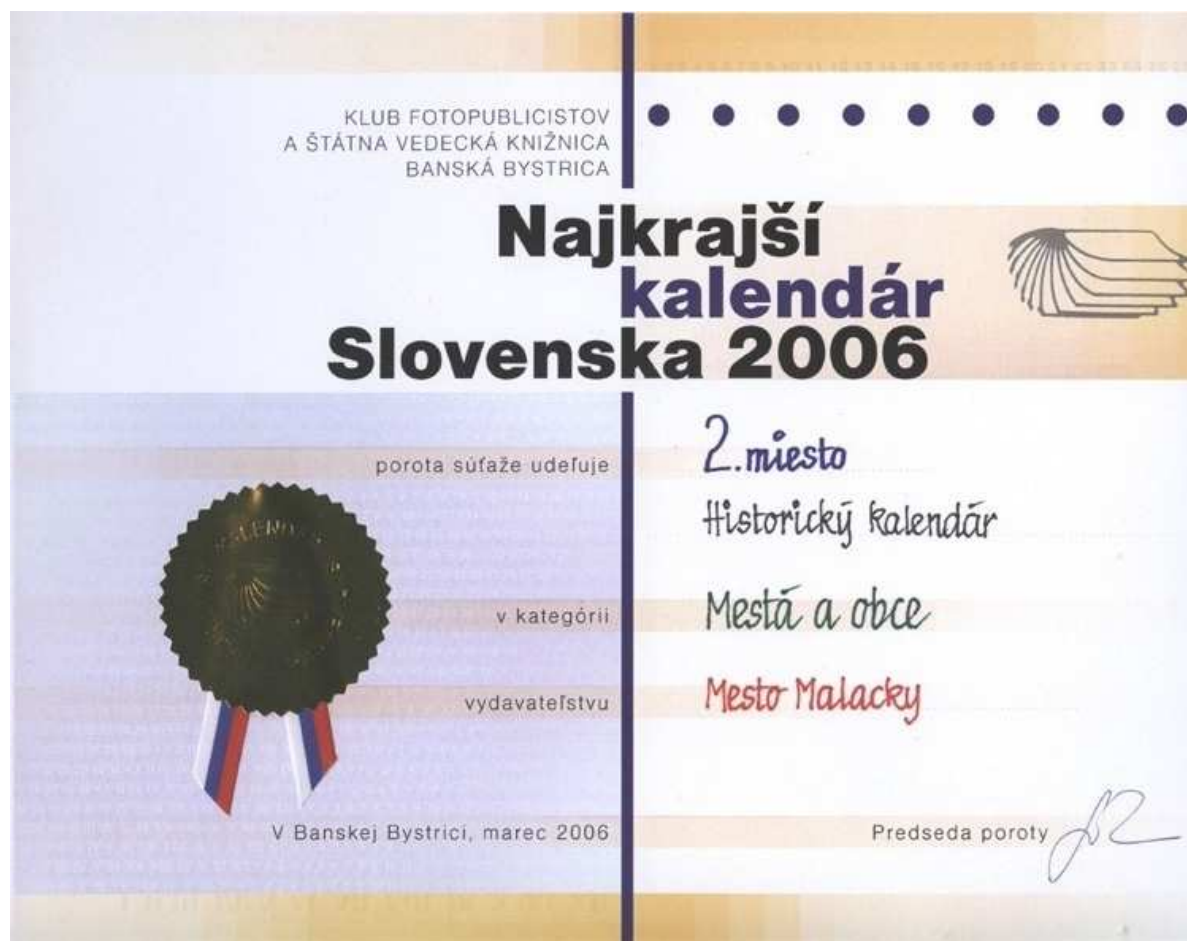 KLUB FOTOPUBLICISTOV
A ŠTÁTNA VEDECKÁ KNIŽNICA
BANSKÁ BYSTRICA
Najkrajší
kalendár
Slovenska 2006
porota súťaže udeľuje
2. miesto
Historický kalendár
v kategórii
Mestá a obce
vydavateľstvu
Mesto Malacky
V Banskej Bystrici, marec 2006
Predseda poroty